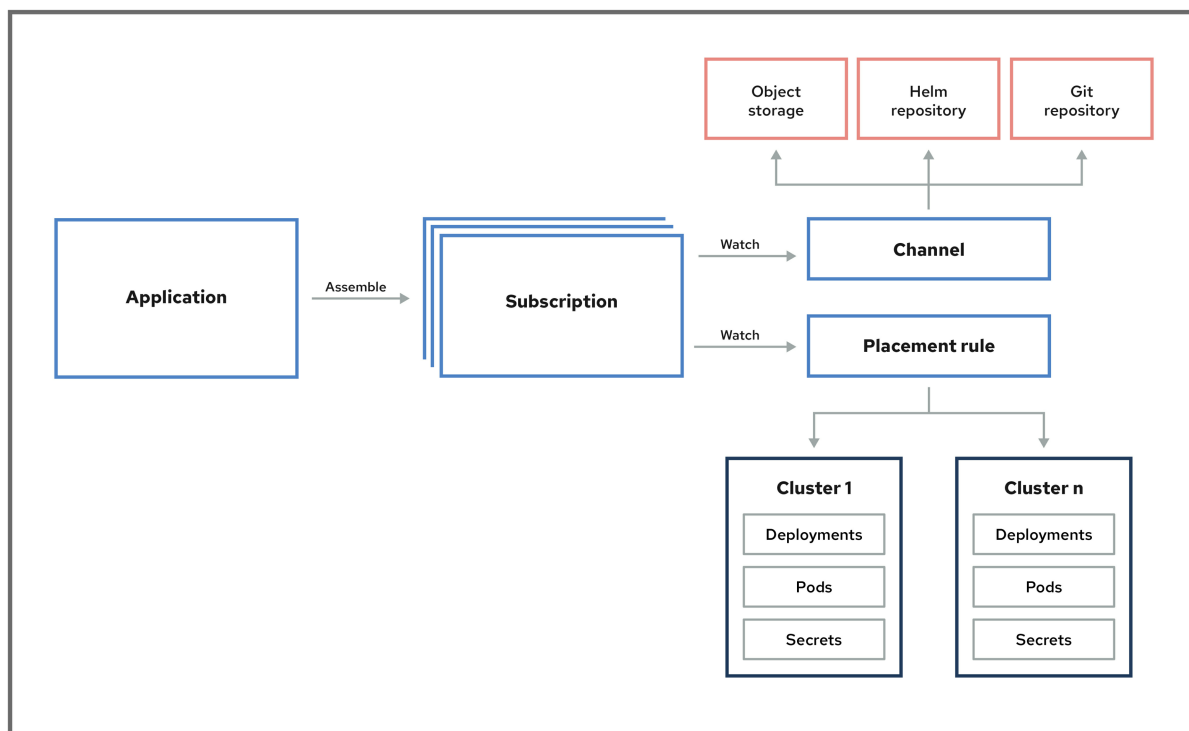 Object
storage
Helm
repository
Git
repository
Application
Assemble
Subscription
Watch
Channel
Watch
Placement rule
Cluster 1
Deployments
Pods
Secrets
Cluster n
Deployments
Pods
Secrets